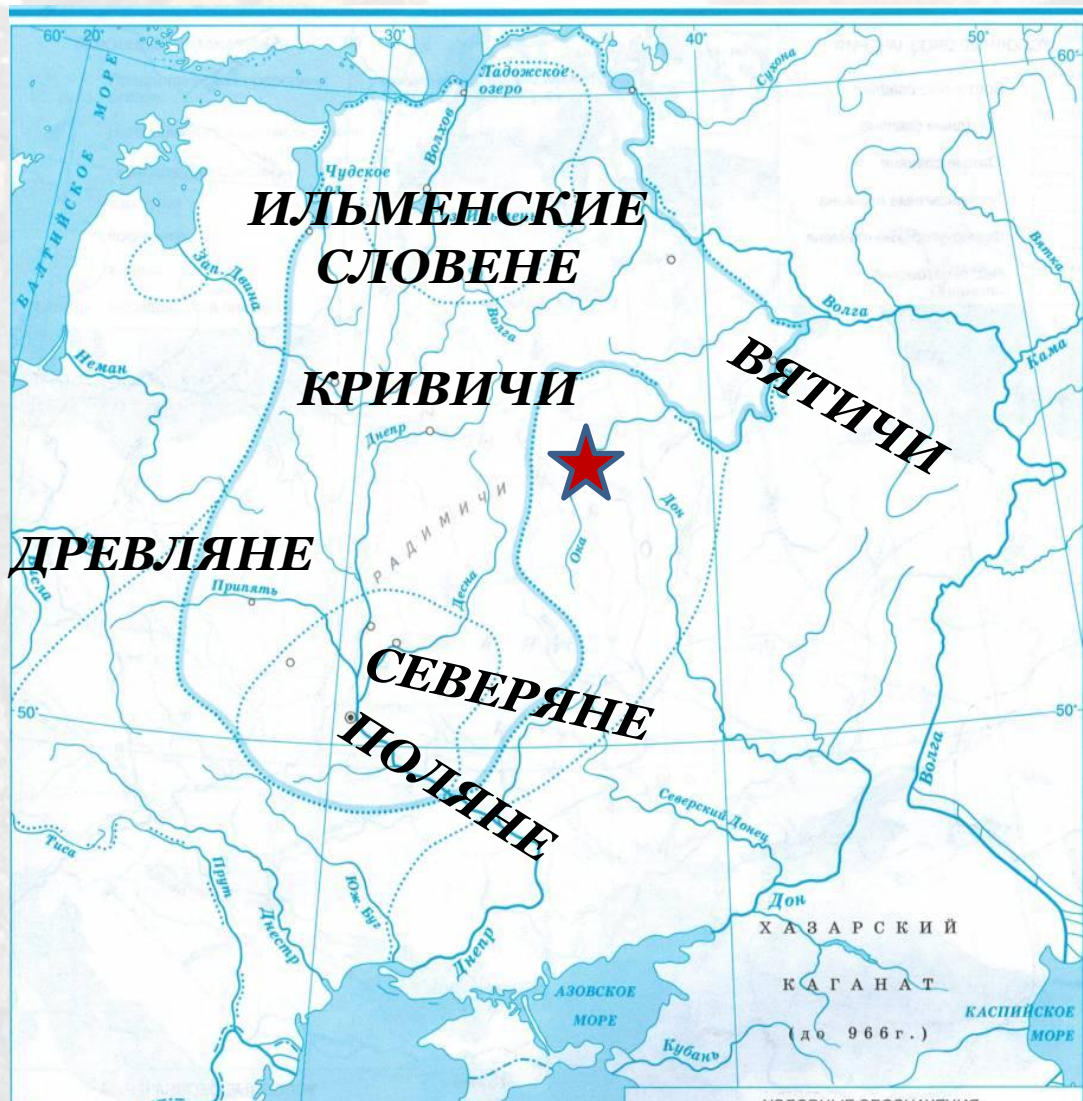 60°
20°
30°
40°
50°
60°
БАЛТИЙСКОЕ МОРЕ
Ладожское
озеро
Сухона
Волхов
Чудское
оз.
ИЛЬМЕНСКИЕ
СЛОВЕНЕ
Вятка
Зап. Двина
Волга
Волга
Кама
Неман
ВЯТИЧИ
КРИВИЧИ
Днепр
РАДИМИЧИ
Дон
Ока
ДРЕВЛЯНЕ
Припять
Десна
СЕВЕРЯНЕ
50°
50°
ПОЛЯНЕ
Волга
Северский Донец
Тиса
Прут
Днестр
Юж. Буг
Днепр
Дон
ХАЗАРСКИЙ
КАГАНАТ
(до 966г.)
АЗОВСКОЕ
МОРЕ
КАСПИЙСКОЕ
МОРЕ
Кубань